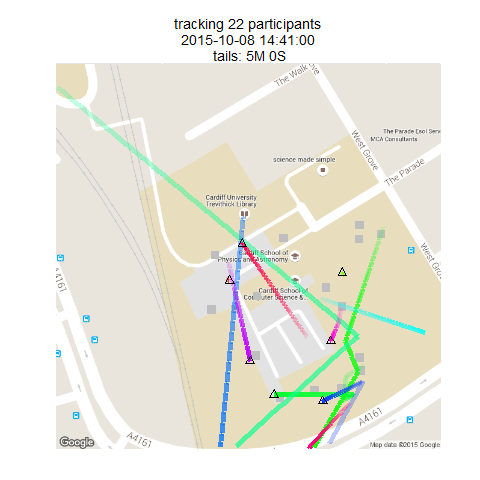 tracking 22 participants
2015-10-08 14:41:00
tails: 5M 0S
The Walk
Grove
West Grove
The Parade Esol Serv
MCA Consultants
science made simple
The Parade
Cardiff University
Trevithick Library
West Grove
Cardiff School of
Physics and Astronomy
Cardiff School of
Computer Science &...
A4161
A4161
A4161
Google
Map data ©2015 Google